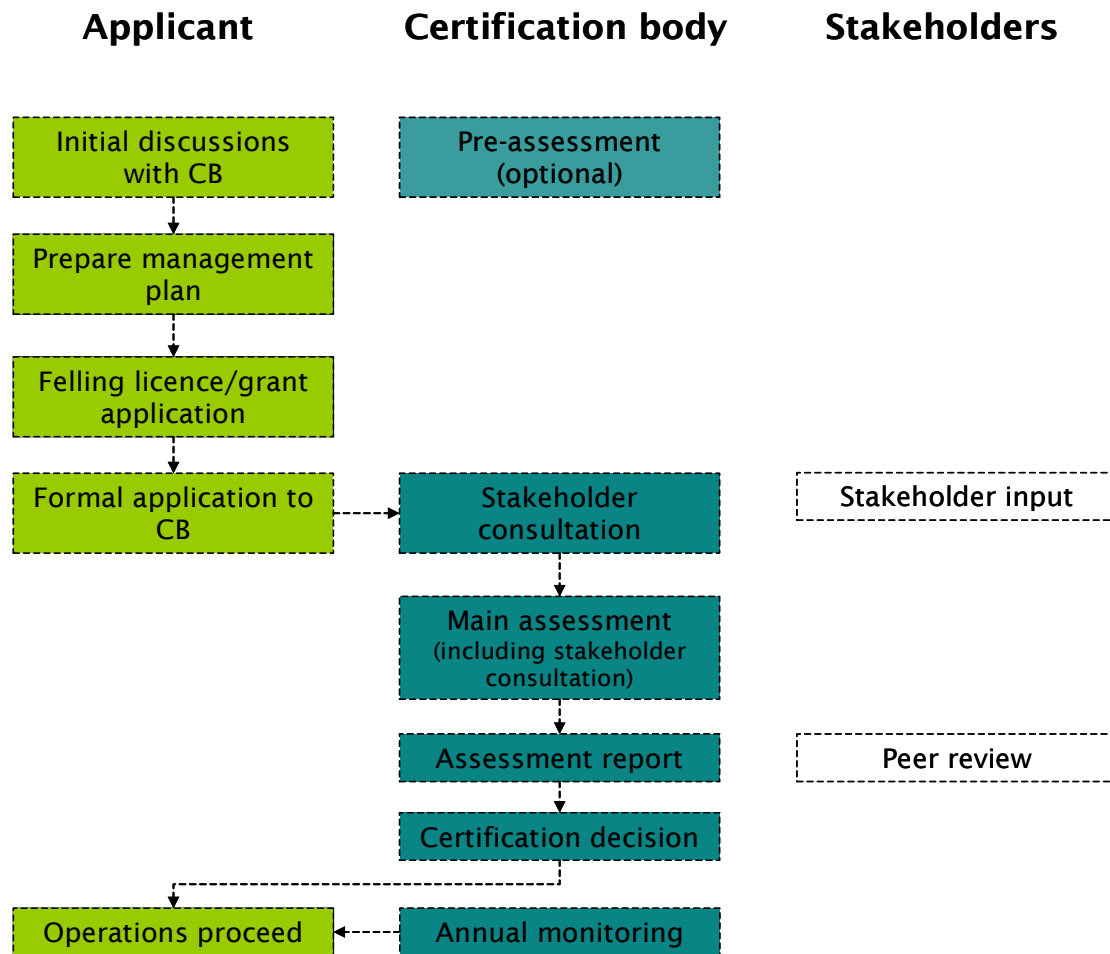 Applicant
Certification body
Stakeholders
Initial discussions
with CB
Pre-assessment
(optional)
Prepare management
plan
Felling licence/grant
application
Formal application to
CB
Stakeholder
consultation
Stakeholder input
Main assessment
(including stakeholder
consultation)
Assessment report
Peer review
Certification decision
Operations proceed
Annual monitoring